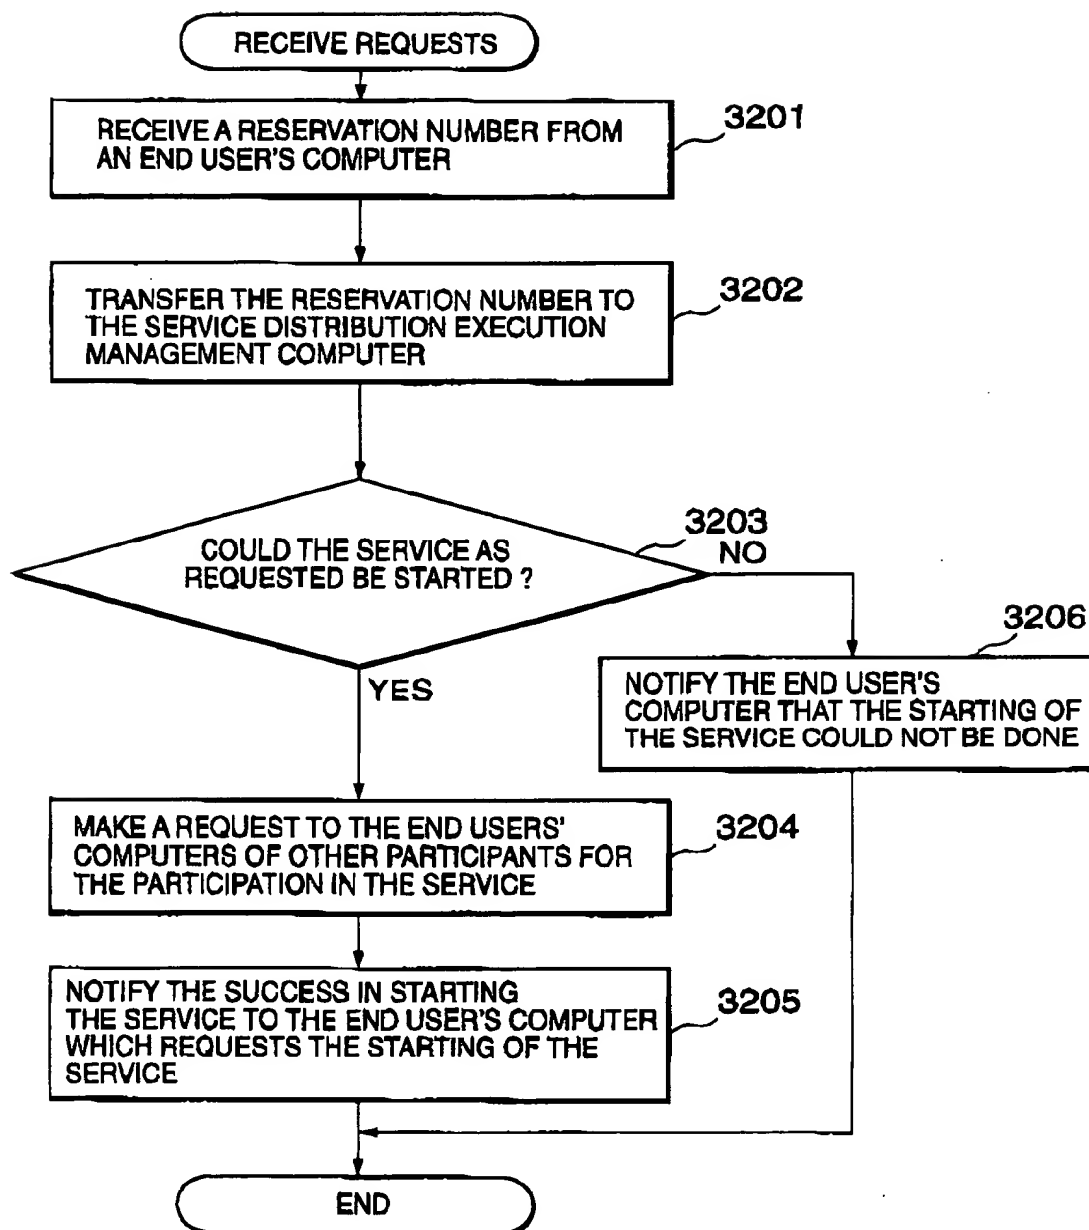 RECEIVE REQUESTS
3201
RECEIVE A RESERVATION NUMBER FROM
AN END USER'S COMPUTER
3202
TRANSFER THE RESERVATION NUMBER TO
THE SERVICE DISTRIBUTION EXECUTION
MANAGEMENT COMPUTER
3203
COULD THE SERVICE AS
REQUESTED BE STARTED ?
NO
YES
3206
NOTIFY THE END USER'S
COMPUTER THAT THE STARTING OF
THE SERVICE COULD NOT BE DONE
3204
MAKE A REQUEST TO THE END USERS'
COMPUTERS OF OTHER PARTICIPANTS FOR
THE PARTICIPATION IN THE SERVICE
3205
NOTIFY THE SUCCESS IN STARTING
THE SERVICE TO THE END USER'S COMPUTER
WHICH REQUESTS THE STARTING OF THE
SERVICE
END